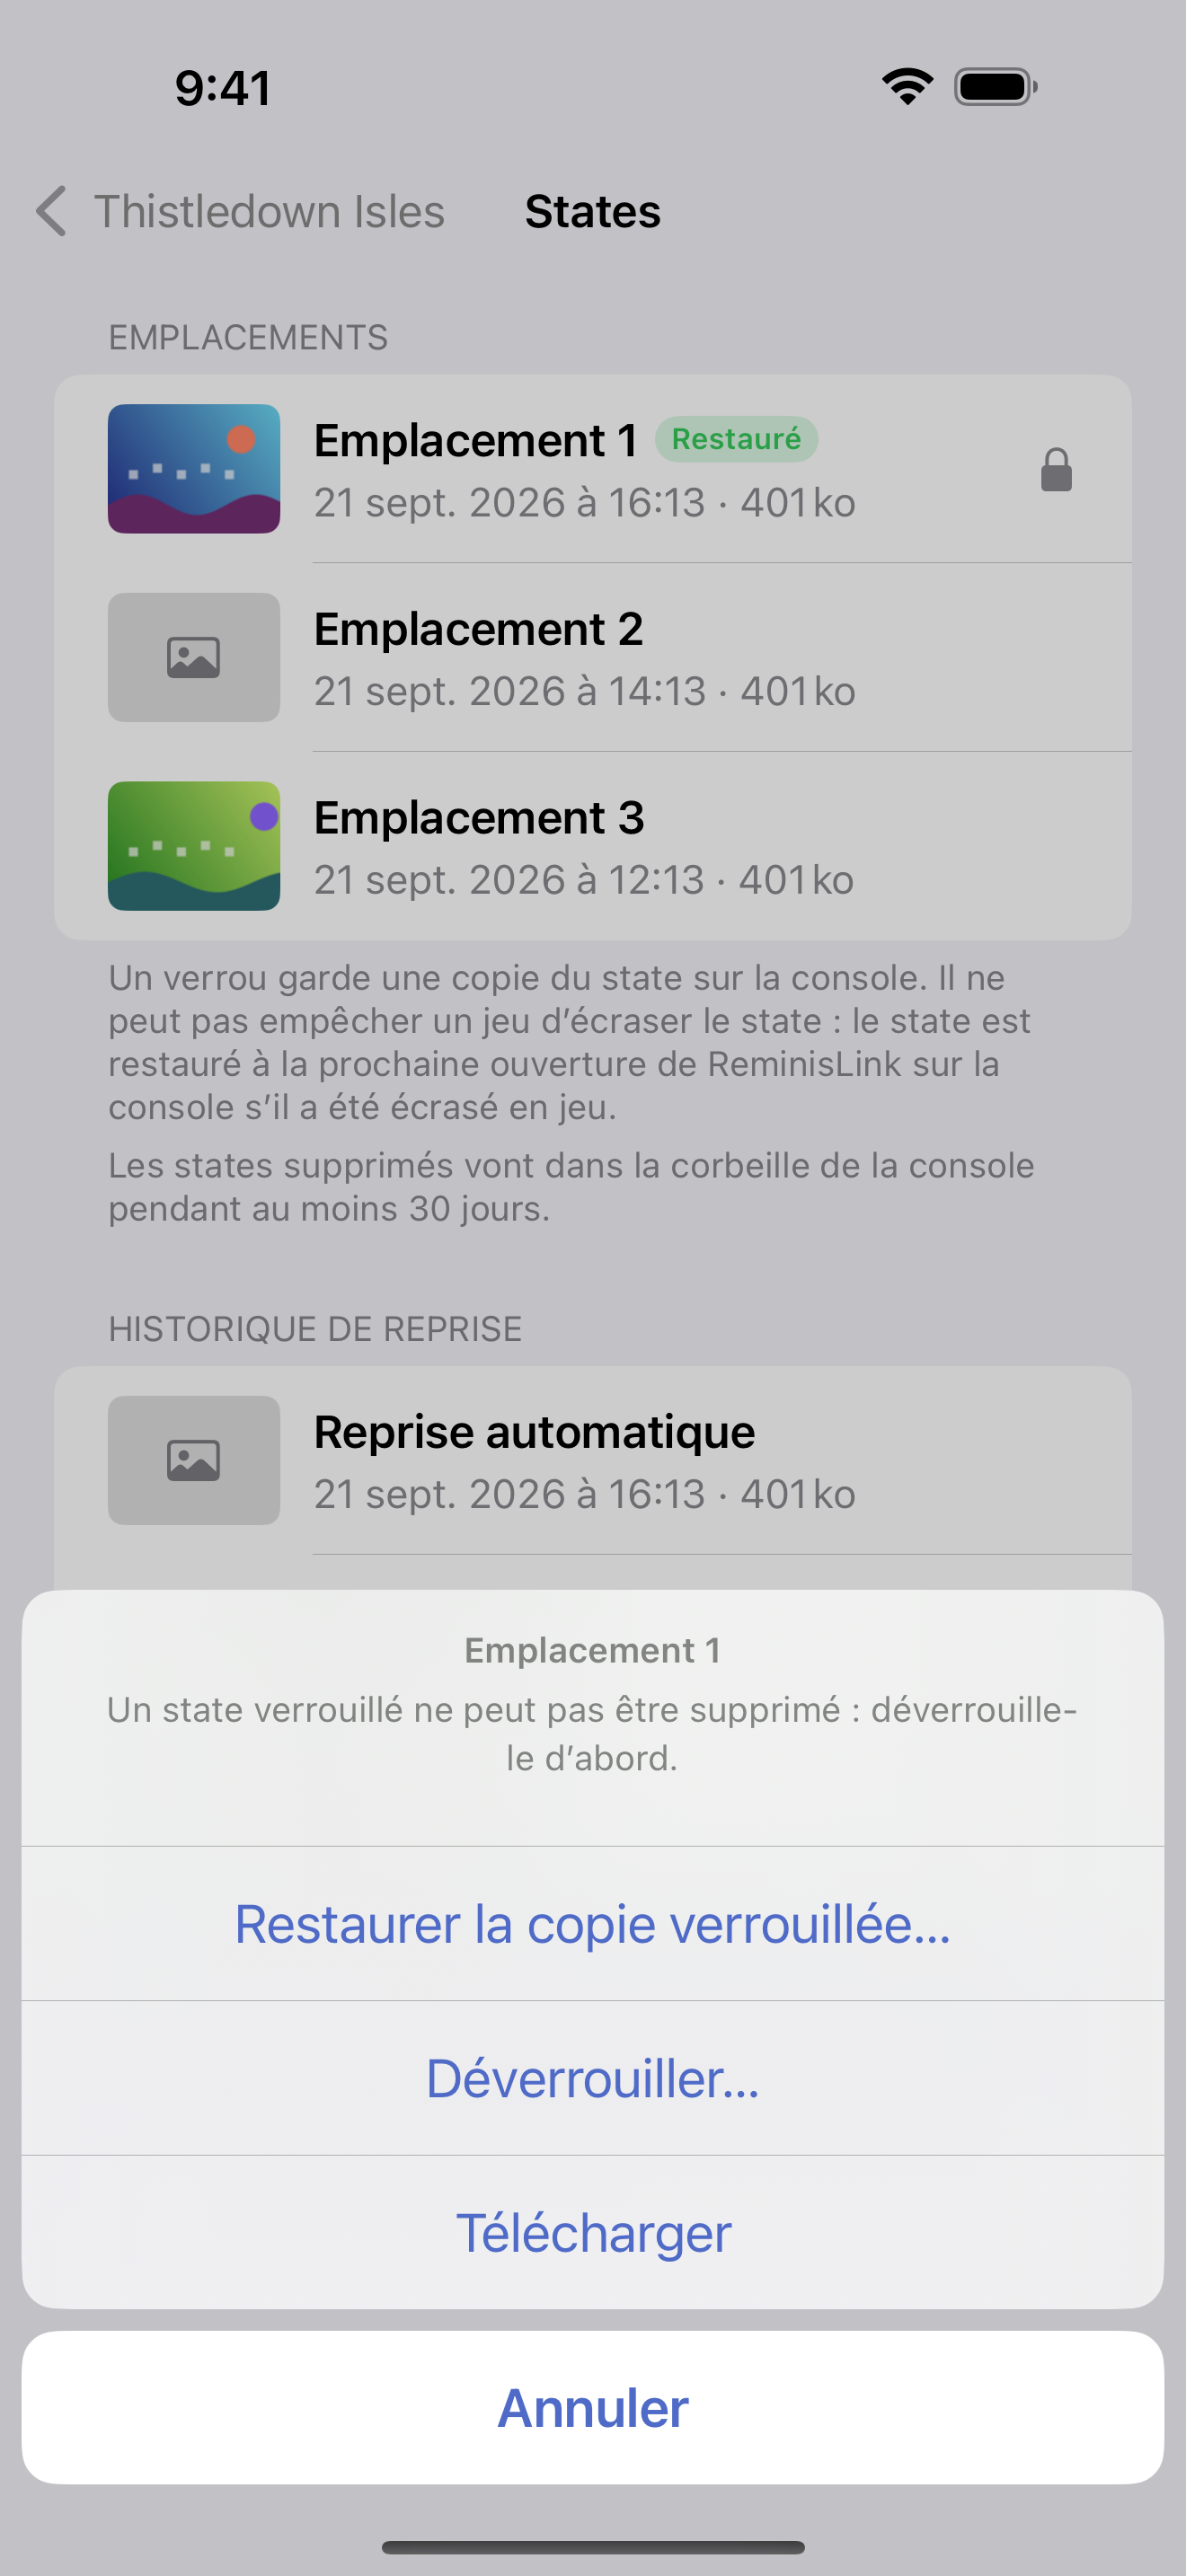 9:41
Thistledown Isles
States
EMPLACEMENTS
Emplacement 1 Restauré
21 sept. 2026 à 16:13 · 401 ko
Emplacement 2
21 sept. 2026 à 14:13 · 401 ko
Emplacement 3
21 sept. 2026 à 12:13 · 401 ko
Un verrou garde une copie du state sur la console. Il ne
peut pas empêcher un jeu d’écraser le state : le state est
restauré à la prochaine ouverture de ReminisLink sur la
console s’il a été écrasé en jeu.
Les states supprimés vont dans la corbeille de la console
pendant au moins 30 jours.
HISTORIQUE DE REPRISE
Reprise automatique
21 sept. 2026 à 16:13 · 401 ko
Emplacement 1
Un state verrouillé ne peut pas être supprimé : déverrouille-
le d’abord.
Restaurer la copie verrouillée…
Déverrouiller…
Télécharger
Annuler